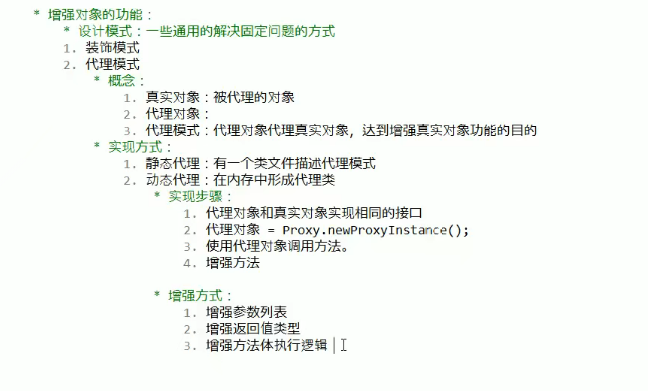 * 增强对象的功能：
* 设计模式：一些通用的解决固定问题的方式
1. 装饰模式
2. 代理模式
* 概念：
1. 真实对象：被代理的对象
2. 代理对象：
3. 代理模式：代理对象代理真实对象，达到增强真实对象功能的目的
* 实现方式：
1. 静态代理：有一个类文件描述代理模式
2. 动态代理：在内存中形成代理类
* 实现步骤：
1. 代理对象和真实对象实现相同的接口
2. 代理对象 = Proxy.newProxyInstance();
3. 使用代理对象调用方法。
4. 增强方法
* 增强方式：
1. 增强参数列表
2. 增强返回值类型
3. 增强方法体执行逻辑